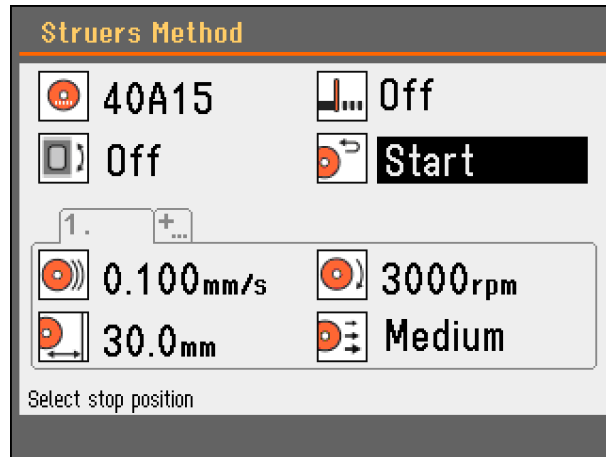 Struers Method
40A15 Off
Off Start
1. +...
0.100mm/s 3000rpm
30.0mm Medium
Select stop position